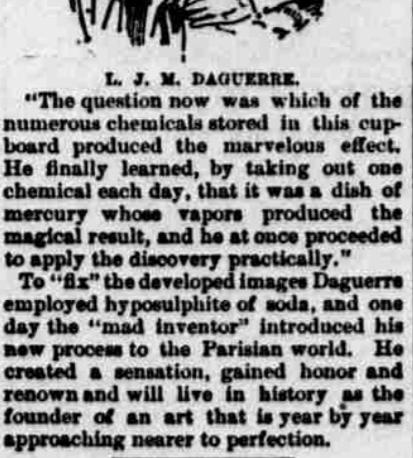 L. J. M. DAGUERRE.
"The question now was which of the
numerous chemicals stored in this cup-
board produced the marvelous effect.
He finally learned, by taking out one
chemical each day, that it was a dish of
mercury whose vapors produced the
magical result, and he at once proceeded
to apply the discovery practically."
To "fix" the developed images Daguerre
employed hyposulphite of soda, and one
day the "mad inventor" introduced his
new process to the Parisian world. He
created a sensation, gained honor and
renown and will live in history as the
founder of an art that is year by year
approaching nearer to perfection.